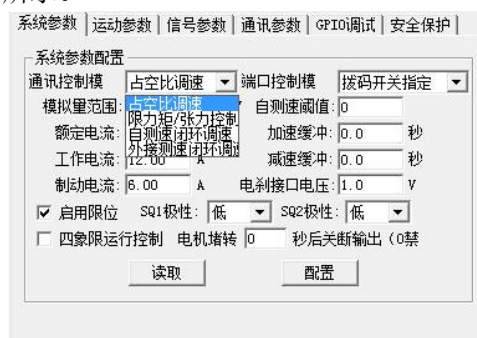 系统参数 运动参数 信号参数 通讯参数 GPIO调试 安全保护
系统参数配置
通讯控制模 占空比调速 端口控制模 拨码开关指定
模拟量范围: 占空比调速 自测速阈值: 0
限力矩/张力控制
额定电流: 自测速闭环调速 加速缓冲: 0.0 秒
外接测速闭环调
工作电流: 12.00 A 减速缓冲: 0.0 秒
制动电流: 6.00 A 电刹接口电压: 1.0 V
启用限位 SQ1极性: 低 SQ2极性: 低
四象限运行控制 电机堵转 0 秒后关断输出（0禁
读取 配置